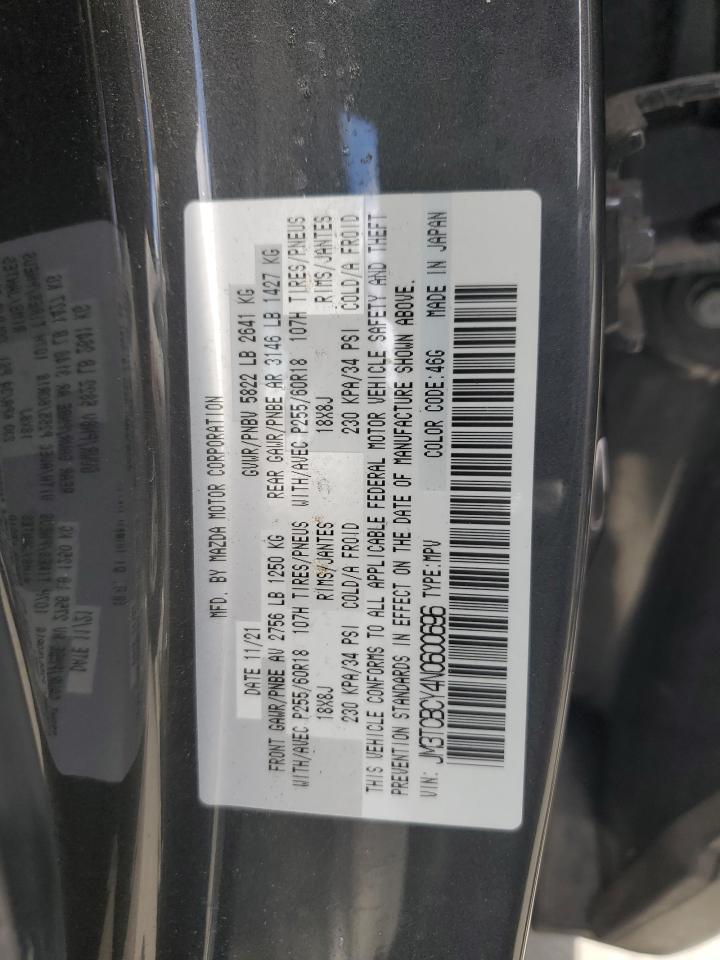 MFD. BY MAZDA MOTOR CORPORATION
DATE 11/21 GVWR/PNBV 5822 LB 2641 KG
FRONT GAWR/PNBE AV 2756 LB 1250 KG REAR GAWR/PNBE AR 3146 LB 1427 KG
WITH/AVEC P255/60R18 107H TIRES/PNEUS WITH/AVEC P255/60R18 107H TIRES/PNEUS
18X8J RIMS/JANTES 18X8J RIMS/JANTES
230 KPA/34 PSI COLD/A FROID 230 KPA/34 PSI COLD/A FROID
THIS VEHICLE CONFORMS TO ALL APPLICABLE FEDERAL MOTOR VEHICLE SAFETY AND THEFT
PREVENTION STANDARDS IN EFFECT ON THE DATE OF MANUFACTURE SHOWN ABOVE.
VIN: JM3TCBCY4N0600696 TYPE:MPV COLOR CODE:46G MADE IN JAPAN